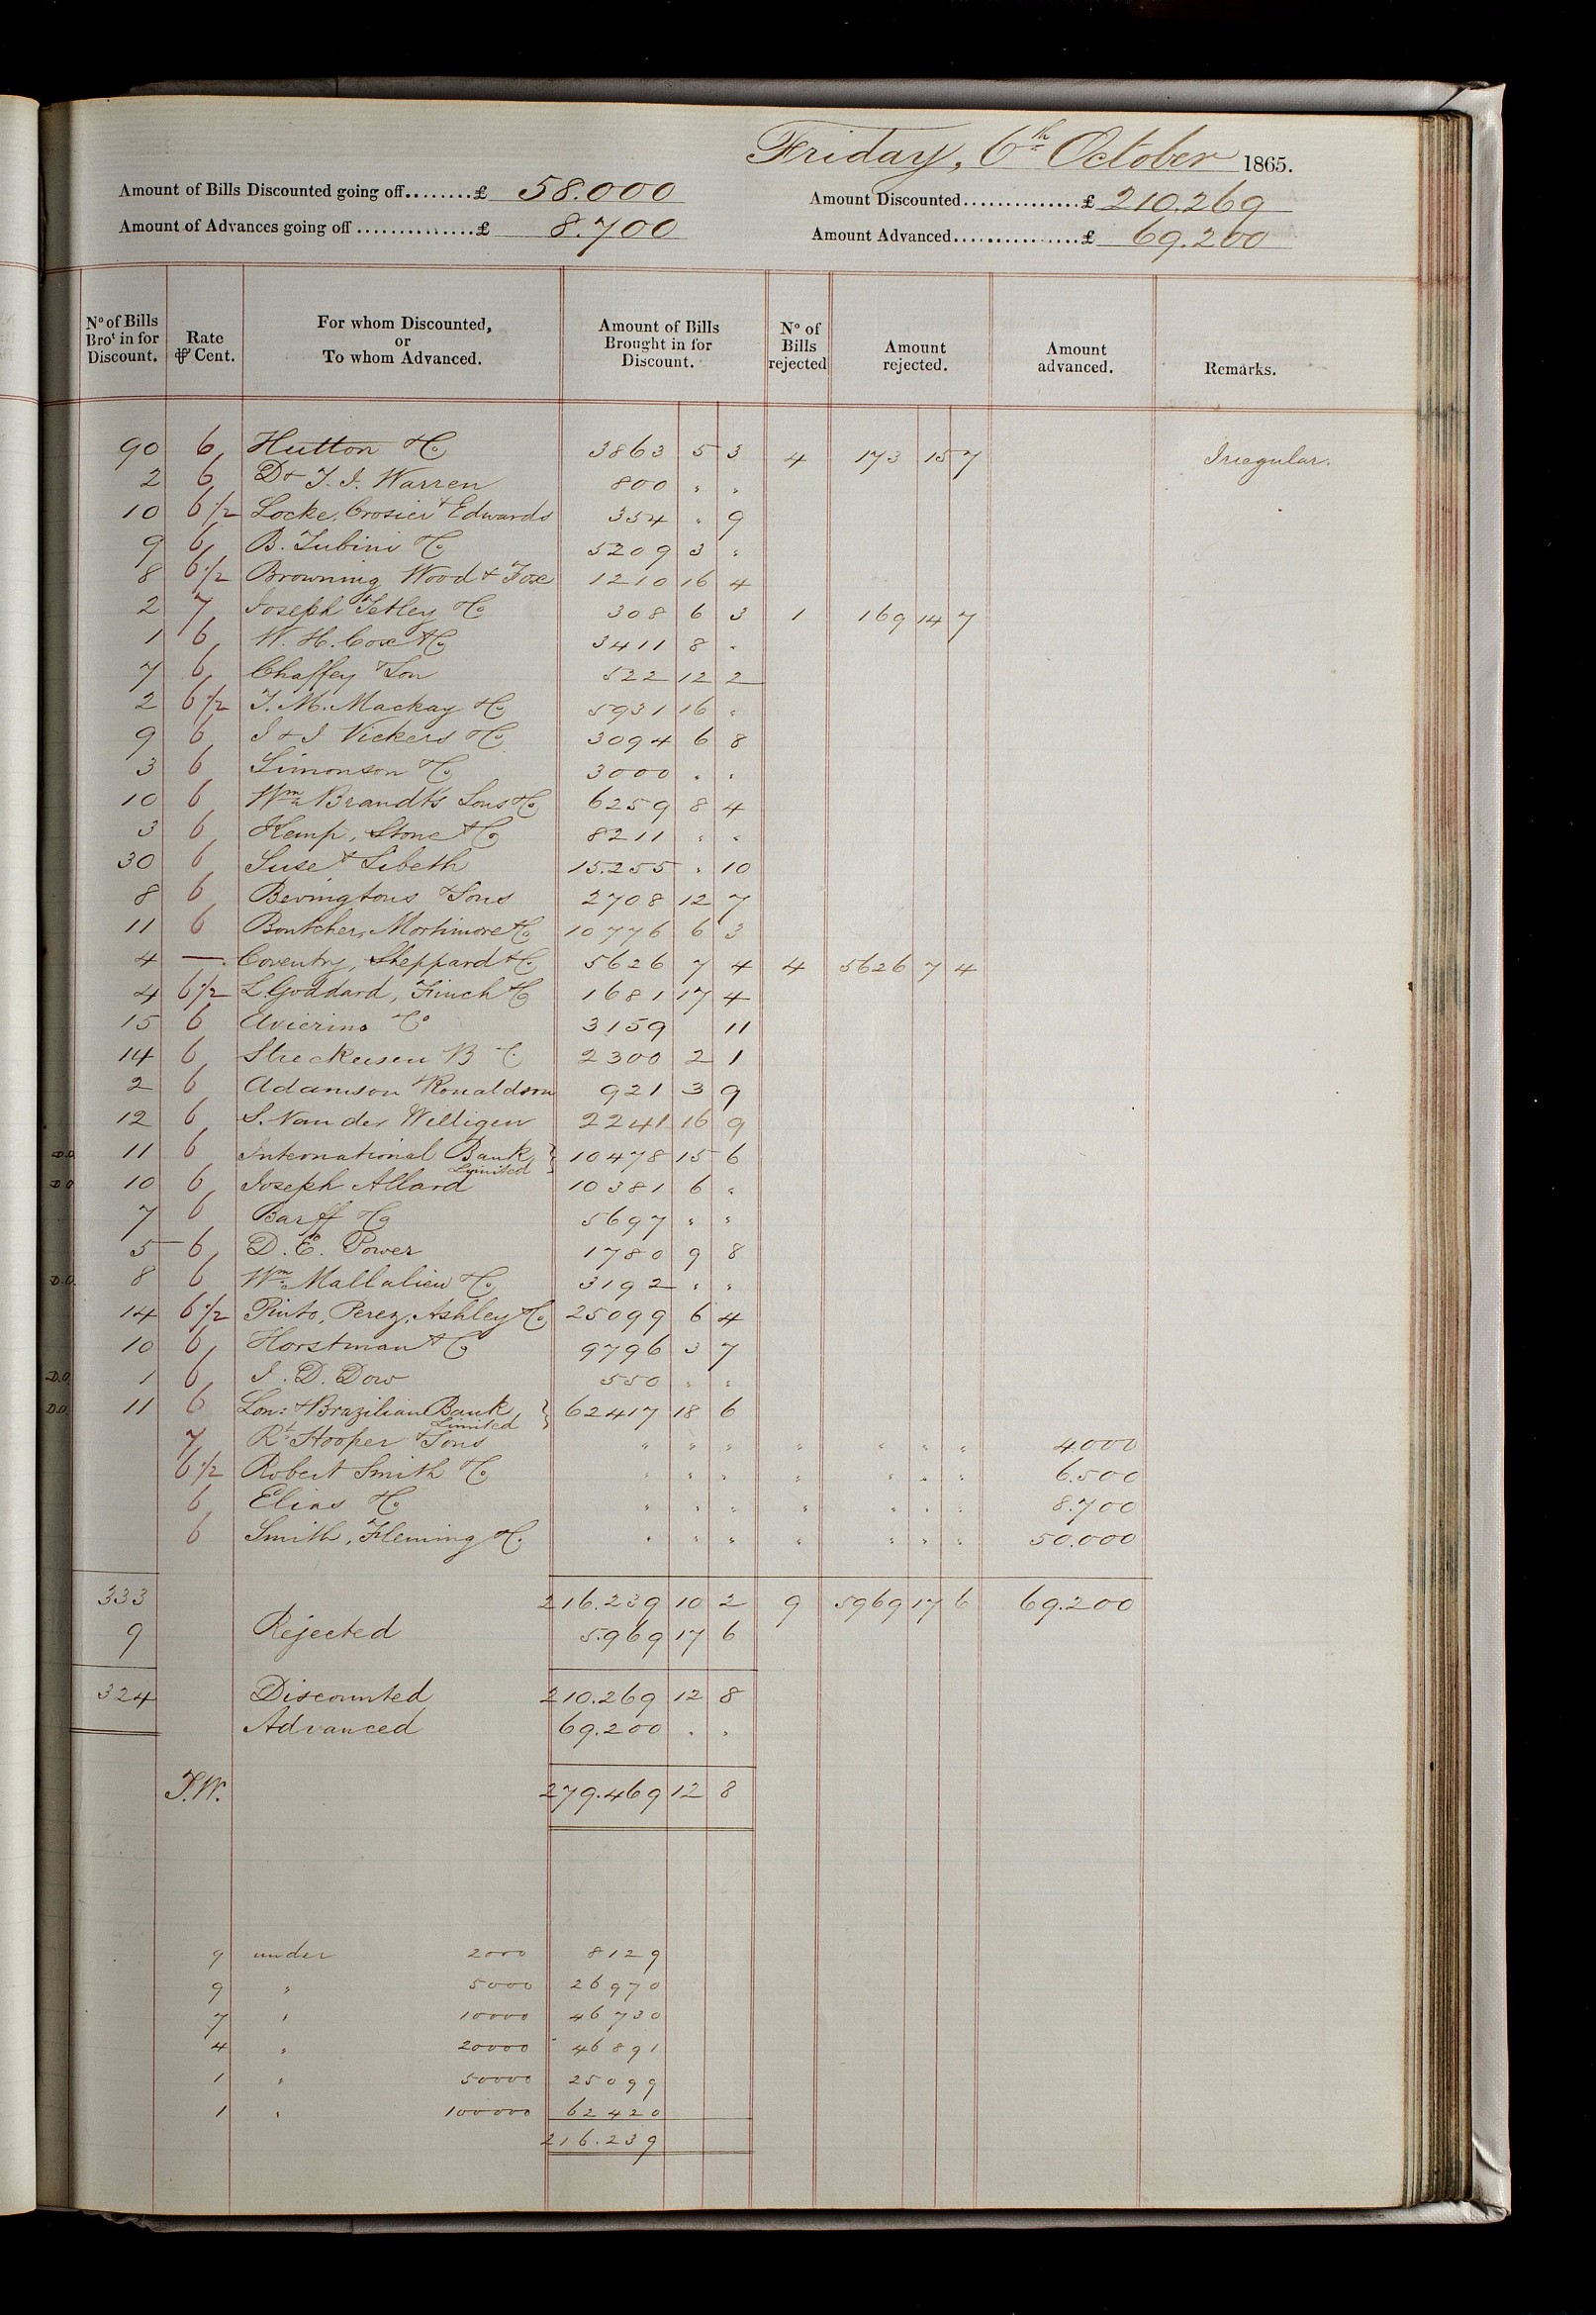 Friday, 6th October 1865.
Amount of Bills Discounted going off........£ 58.000 Amount Discounted..............£ 210.269
Amount of Advances going off ..............£ 8.700 Amount Advanced...............£ 69.200
No of Bills Brot in for Discount. Rate ⅌ Cent. For whom Discounted, or To whom Advanced. Amount of Bills Brought in for Discount. No of Bills rejected Amount rejected. Amount advanced. Remarks.
90 6 Hutton & Co 3863 5 3 4 173 15 7 Irregular.
2 6 D & T. I. Warren 800 " "
10 6 1/2 Locke, Crosier & Edwards 354 " 9
9 6 B. Tubini & Co 5209 3 "
8 6 1/2 Browning Wood & Fox 1210 16 4
2 7 Joseph Tetley & Co 308 6 3 1 169 14 7
1 6 W. H. Cox & Co 3411 8 "
7 6 Chaffey & Son 522 12 2
2 6 1/2 T. M. Mackay & Co 5931 16 "
9 6 J & J Vickers & Co 3094 6 8
3 6 Simonson & Co 3000 " "
10 6 Wm Brandt's Sons & Co 6259 8 4
3 6 Kemp, Stone & Co 8211 " "
30 6 Suse & Sibeth 15.255 " 10
8 6 Bevingtons & Sons 2708 12 7
11 6 Boutcher, Mortimore & Co 10776 6 3
4 — Coventry, Sheppard & Co 5626 7 4 4 5626 7 4
4 6 1/2 L. Goddard, Finch & Co 1681 17 4
15 6 Avierino & Co 3159 11
14 6 Streckeisen B & C 2300 2 1
2 6 Adamson & Ronaldson 921 3 9
12 6 S. Van der Willigen 2241 16 9
D.O. 11 6 International Bank, Limited } 10478 15 6
D.O. 10 6 Joseph Allard 10381 6 "
7 6 Barff & Co 5697 " "
5 6 D. E. Power 1780 9 8
D.O. 8 6 Wm Mallalieu & Co 3192 " "
14 6 1/2 Pinto, Perez, Ashley & Co 25099 6 4
10 6 Horstman & Co 9796 3 7
D.O. 1 6 J. D. Dow 550 " "
D.O. 11 6 Lon: & Brazilian Bank, Limited } 62417 18 6
7 Rt Hooper & Sons " " " " " " " 4000
6 1/2 Robert Smith & Co " " " " " " " 6.500
6 Elias & Co " " " " " " " 8.700
6 Smith, Fleming & Co " " " " " " " 50.000
333 216.239 10 2 9 5969 17 6 69.200
9 Rejected 5.969 17 6
324 Discounted 210.269 12 8
Advanced 69.200 " "
T.W. 279.469 12 8
9 under 2000 8129
9 " 5000 26970
7 " 10000 46730
4 " 20000 46891
1 " 50000 25099
1 " 100000 62420
216.239